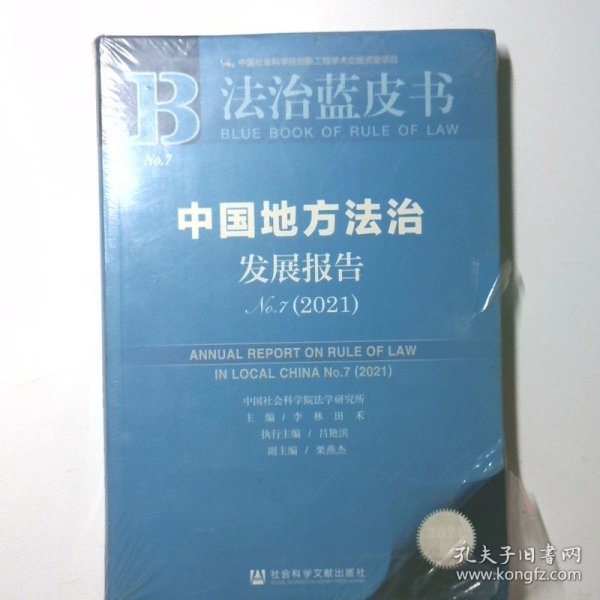 中国社会科学院创新工程学术出版资助项目
B
法治蓝皮书
BLUE BOOK OF RULE OF LAW
No.7
中国地方法治
发展报告
No.7 (2021)
ANNUAL REPORT ON RULE OF LAW
IN LOCAL CHINA No.7 (2021)
中国社会科学院法学研究所
主 编 / 李 林 田 禾
执行主编 / 吕艳滨
副主编 / 栗燕杰
2021
社会科学文献出版社
孔夫子旧书网
www.kongfz.com